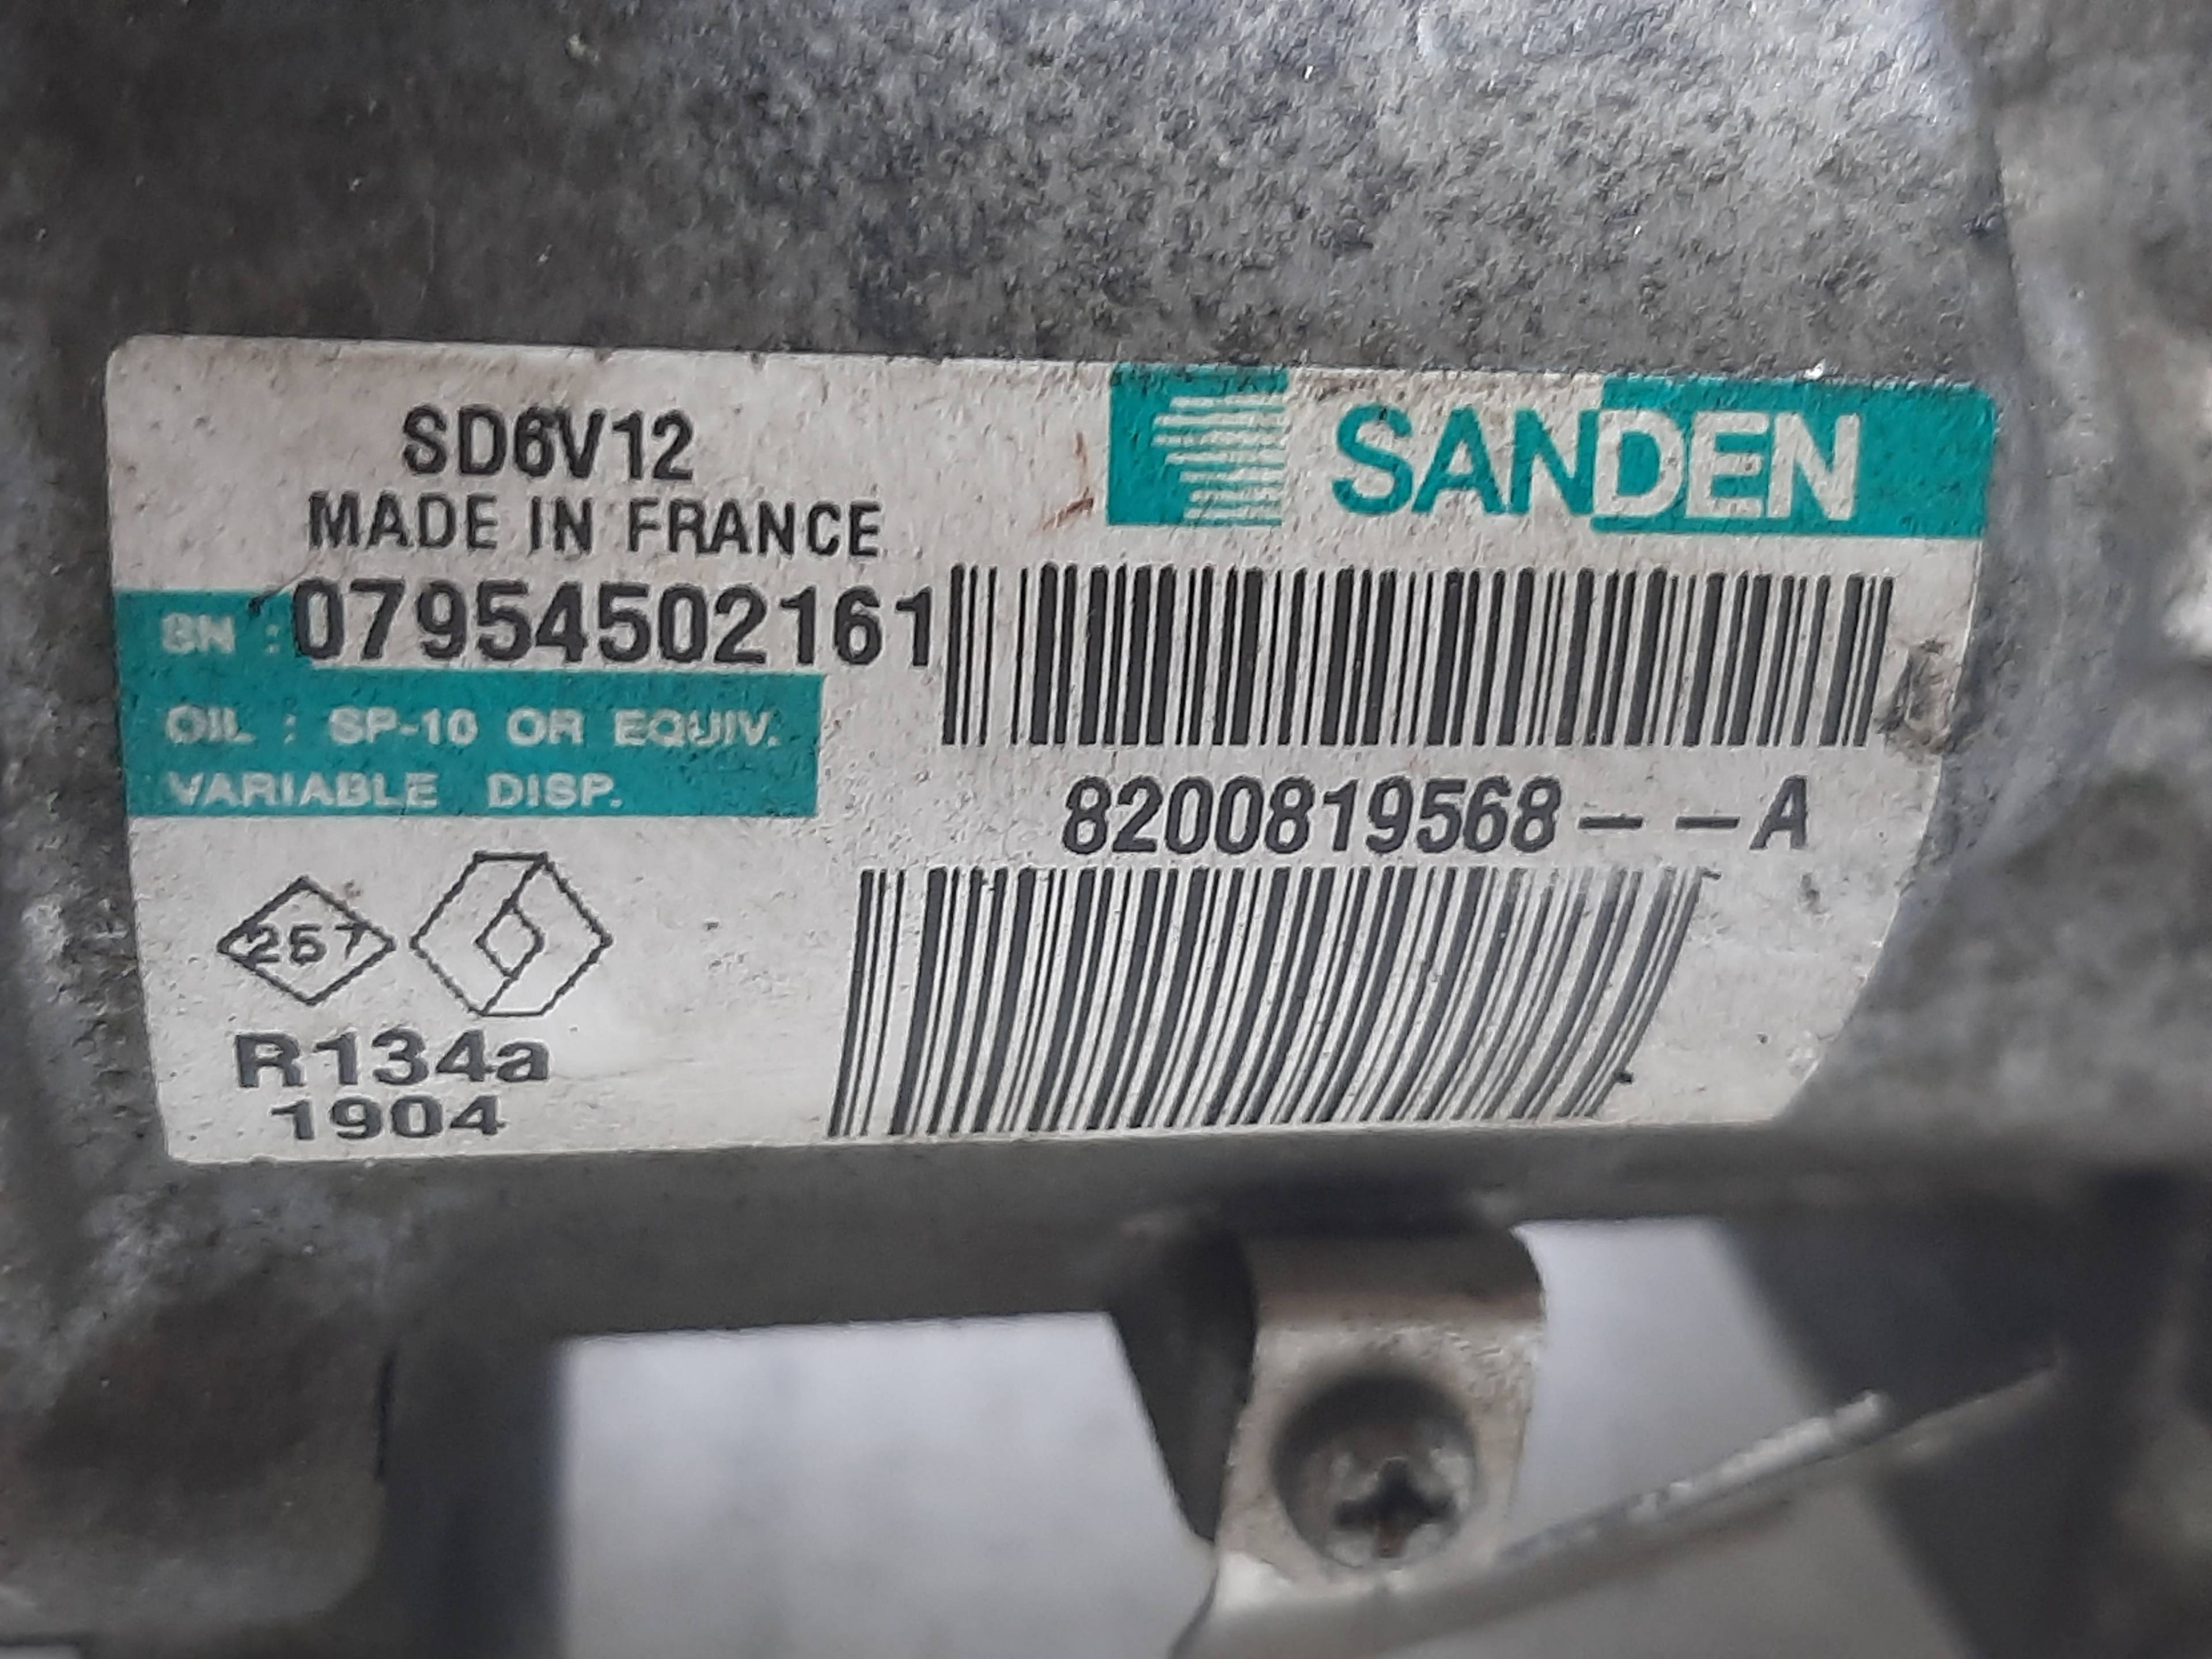 SD6V12
SANDEN
MADE IN FRANCE
SN : 07954502161
OIL : SP-10 OR EQUIV.
VARIABLE DISP.
8200819568--A
257
R134a
1904